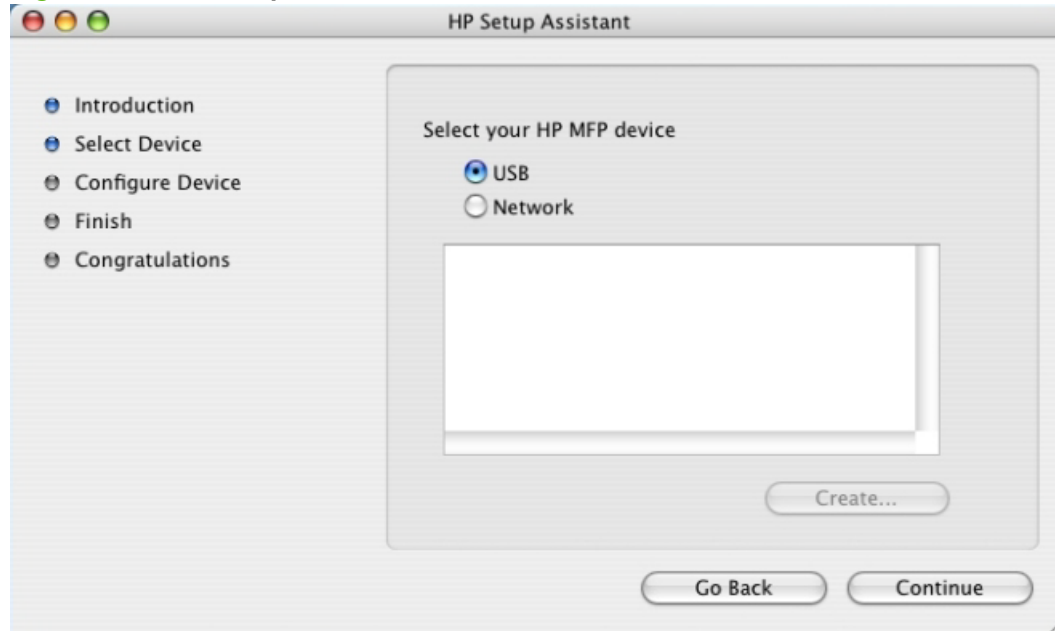 HP Setup Assistant
Introduction
Select Device
Configure Device
Finish
Congratulations
Select your HP MFP device
USB
Network
Create...
Go Back
Continue